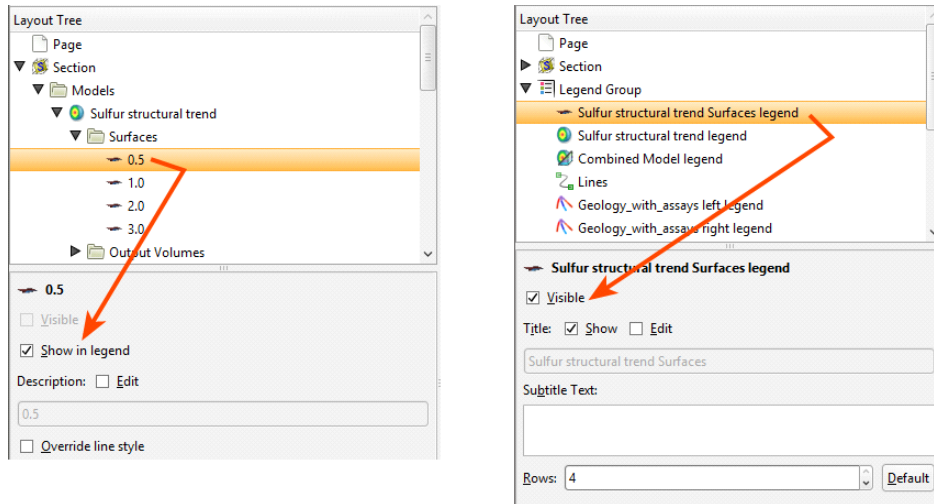 Layout Tree
Page
Section
Models
Sulfur structural trend
Surfaces
0.5
1.0
2.0
3.0
Output Volumes
0.5
Visible
Show in legend
Description: Edit
0.5
Override line style
Layout Tree
Page
Section
Legend Group
Sulfur structural trend Surfaces legend
Sulfur structural trend legend
Combined Model legend
Lines
Geology_with_assays left legend
Geology_with_assays right legend
Sulfur structural trend Surfaces legend
Visible
Title: Show Edit
Sulfur structural trend Surfaces
Subtitle Text:
Rows: 4 Default